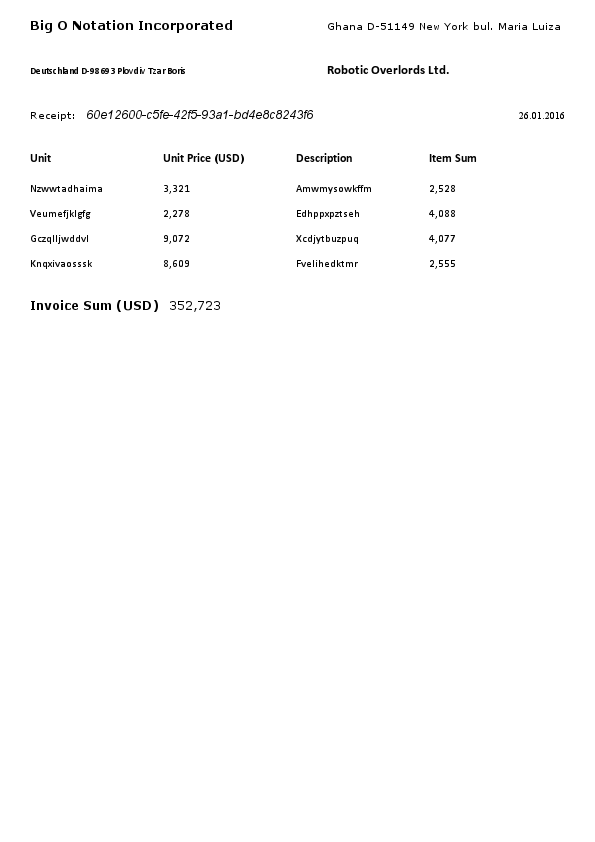 Big O Notation Incorporated Ghana D-51149 New York bul. Maria Luiza
Deutschland D-98693 Plovdiv Tzar Boris Robotic Overlords Ltd.
Receipt: 60e12600-c5fe-42f5-93a1-bd4e8c8243f6 26.01.2016
Unit Unit Price (USD) Description Item Sum
Nzwwtadhaima 3,321 Amwmysowkffm 2,528
Veumefjklgfg 2,278 Edhppxpztseh 4,088
Gczqlljwddvl 9,072 Xcdjytbuzpuq 4,077
Knqxivaosssk 8,609 Fvelihedktmr 2,555
Invoice Sum (USD) 352,723